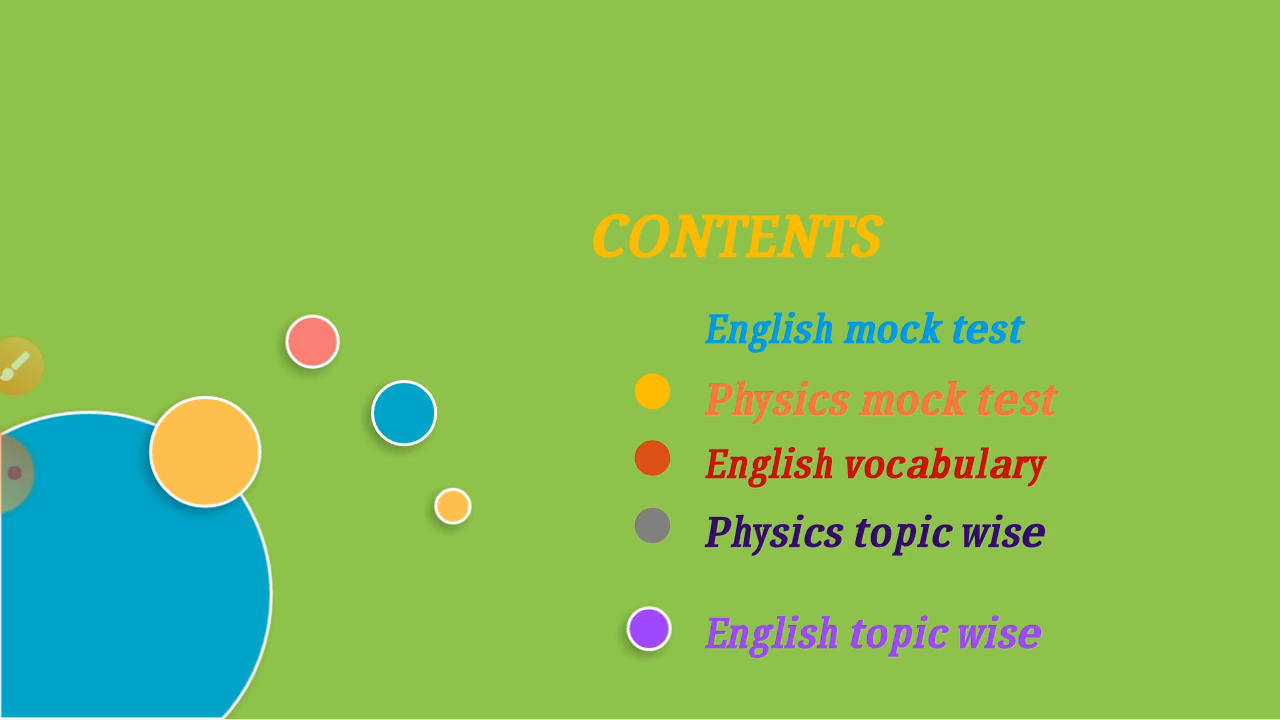 CONTENTS
English mock test
Physics mock test
English vocabulary
Physics topic wise
English topic wise